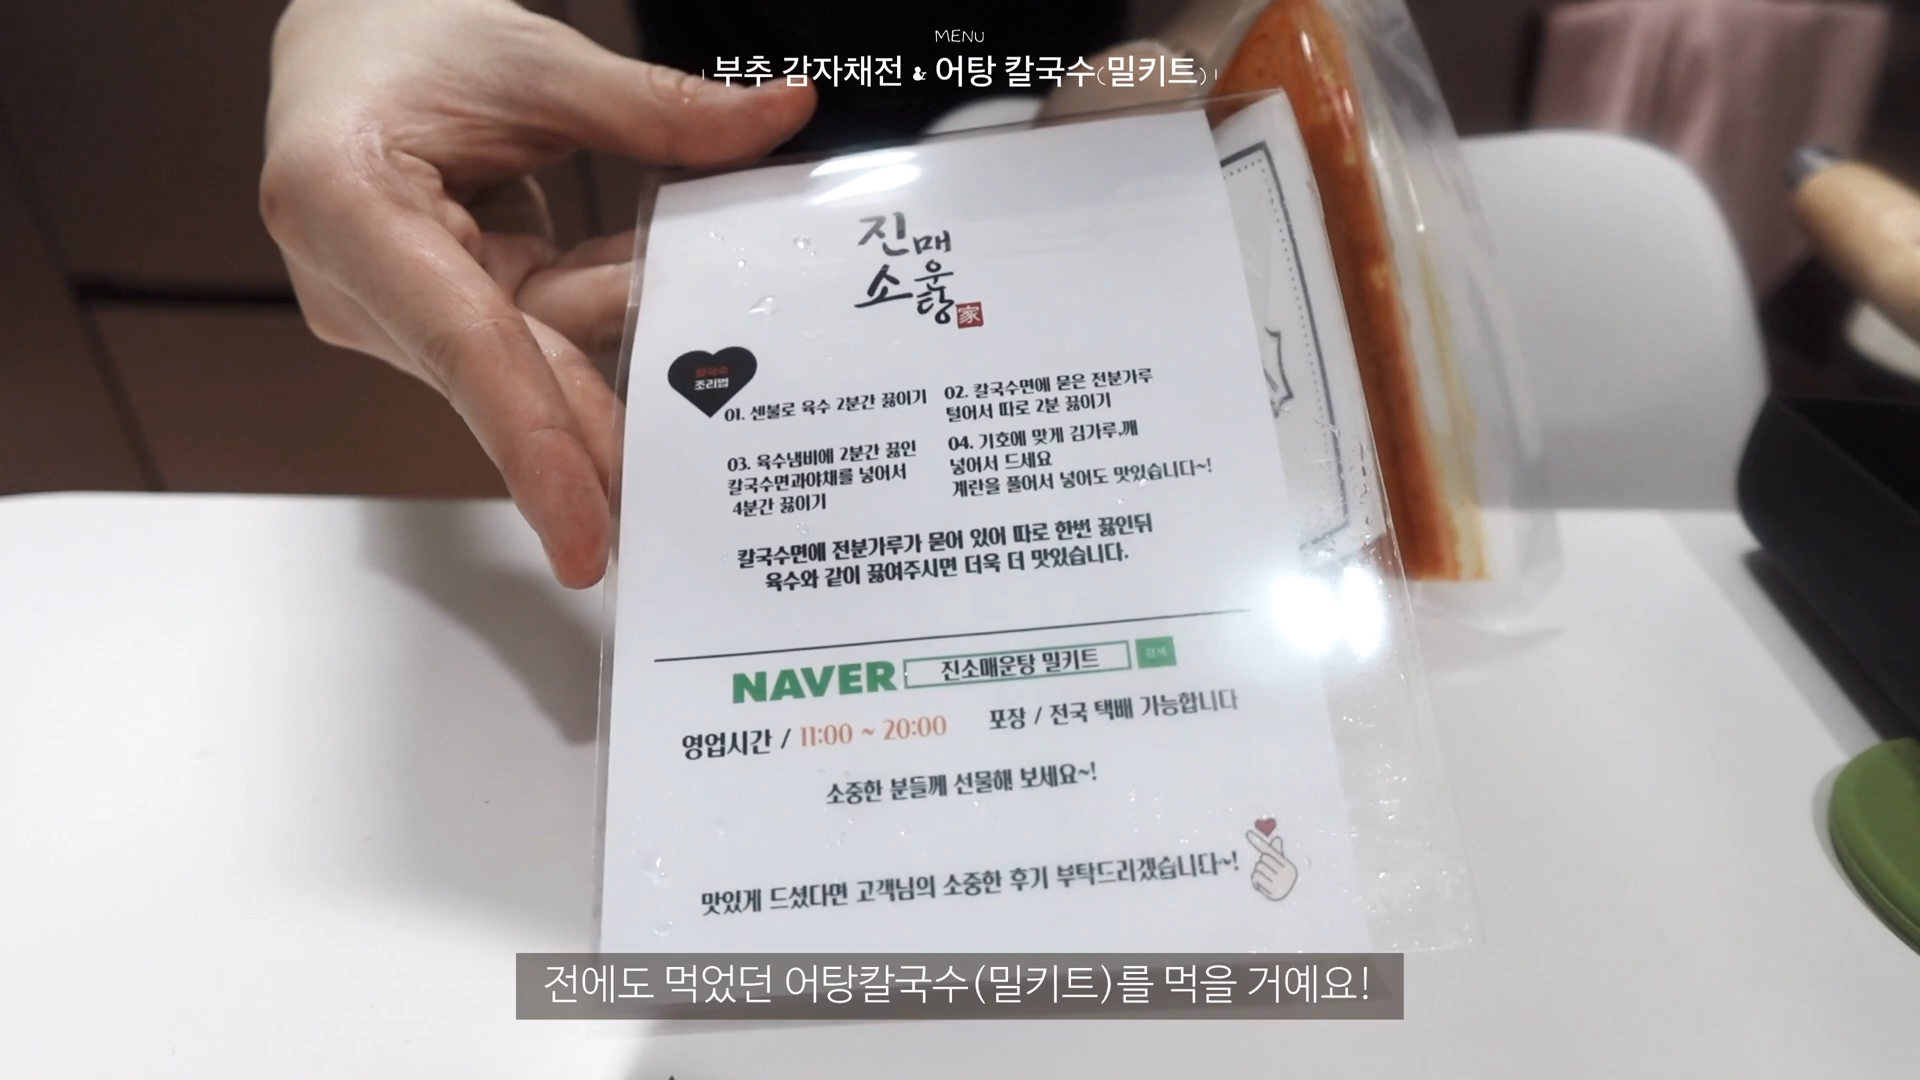 MENU
부추 감자채전 & 어탕 칼국수(밀키트)
진매
소운탕
家
칼국수
조리법
01. 센불로 육수 2분간 끓이기
02. 칼국수면에 묻은 전분가루
털어서 따로 2분 끓이기
03. 육수냄비에 2분간 끓인
칼국수면과야채를 넣어서
4분간 끓이기
04. 기호에 맞게 김가루,깨
넣어서 드세요
계란을 풀어서 넣어도 맛있습니다~!
칼국수면에 전분가루가 묻어 있어 따로 한번 끓인뒤
육수와 같이 끓여주시면 더욱 더 맛있습니다.
NAVER 진소매운탕 밀키트 검색
영업시간 / 11:00 ~ 20:00 포장 / 전국 택배 가능합니다
소중한 분들께 선물해 보세요~!
맛있게 드셨다면 고객님의 소중한 후기 부탁드리겠습니다~!
전에도 먹었던 어탕칼국수(밀키트)를 먹을 거예요!